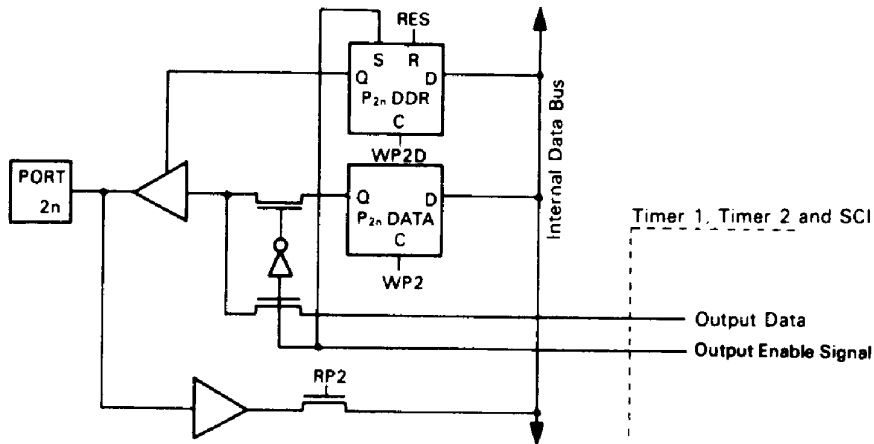 RES
S R
Q D
P2n DDR
C
WP2D
Internal Data Bus
PORT
2n
Q D
P2n DATA
C
WP2
Timer 1, Timer 2 and SCI
Output Data
Output Enable Signal
RP2